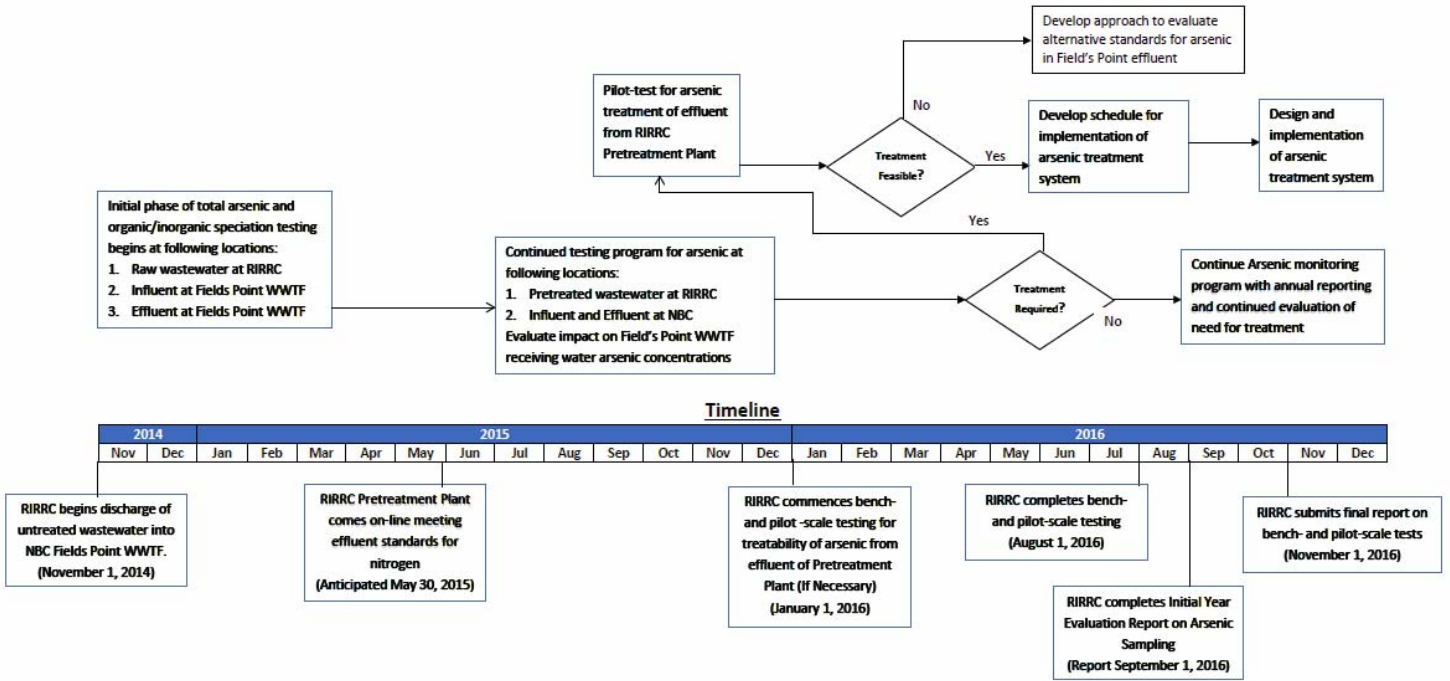 Develop approach to evaluate
alternative standards for arsenic
in Field's Point effluent
Pilot-test for arsenic
treatment of effluent
from RIRRC
Pretreatment Plant
No
Treatment
Feasible?
Yes
Develop schedule for
implementation of
arsenic treatment
system
Design and
implementation
of arsenic
treatment system
Initial phase of total arsenic and
organic/inorganic speciation testing
begins at following locations:
1. Raw wastewater at RIRRC
2. Influent at Fields Point WWTF
3. Effluent at Fields Point WWTF
Continued testing program for arsenic at
following locations:
1. Pretreated wastewater at RIRRC
2. Influent and Effluent at NBC
Evaluate impact on Field's Point WWTF
receiving water arsenic concentrations
Yes
Treatment
Required?
No
Continue Arsenic monitoring
program with annual reporting
and continued evaluation of
need for treatment
Timeline
2014 2015 2016
Nov Dec Jan Feb Mar Apr May Jun Jul Aug Sep Oct Nov Dec Jan Feb Mar Apr May Jun Jul Aug Sep Oct Nov Dec
RIRRC begins discharge of
untreated wastewater into
NBC Fields Point WWTF.
(November 1, 2014)
RIRRC Pretreatment Plant
comes on-line meeting
effluent standards for
nitrogen
(Anticipated May 30, 2015)
RIRRC commences bench-
and pilot -scale testing for
treatability of arsenic from
effluent of Pretreatment
Plant (If Necessary)
(January 1, 2016)
RIRRC completes bench-
and pilot-scale testing
(August 1, 2016)
RIRRC completes Initial Year
Evaluation Report on Arsenic
Sampling
(Report September 1, 2016)
RIRRC submits final report on
bench- and pilot-scale tests
(November 1, 2016)